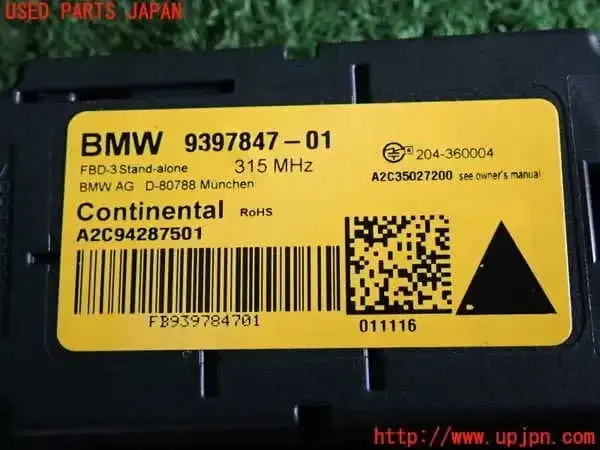 USED PARTS JAPAN
BMW 9397847-01
FBD-3 Stand-alone 315 MHz
BMW AG D-80788 München
204-360004
A2C35027200 see owner's manual
Continental RoHS
A2C94287501
FB939784701
011116
www.upjpn.com